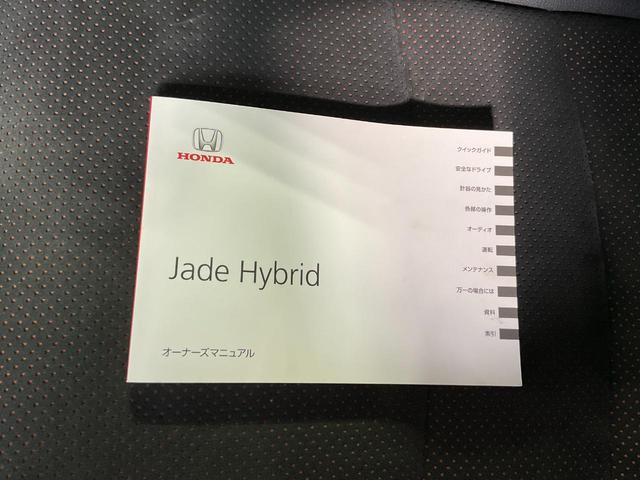 HONDA
Jade Hybrid
オーナーズマニュアル
クイックガイド
安全なドライブ
計器の見かた
各部の操作
オーディオ
運転
メンテナンス
万一の場合には
資料
索引